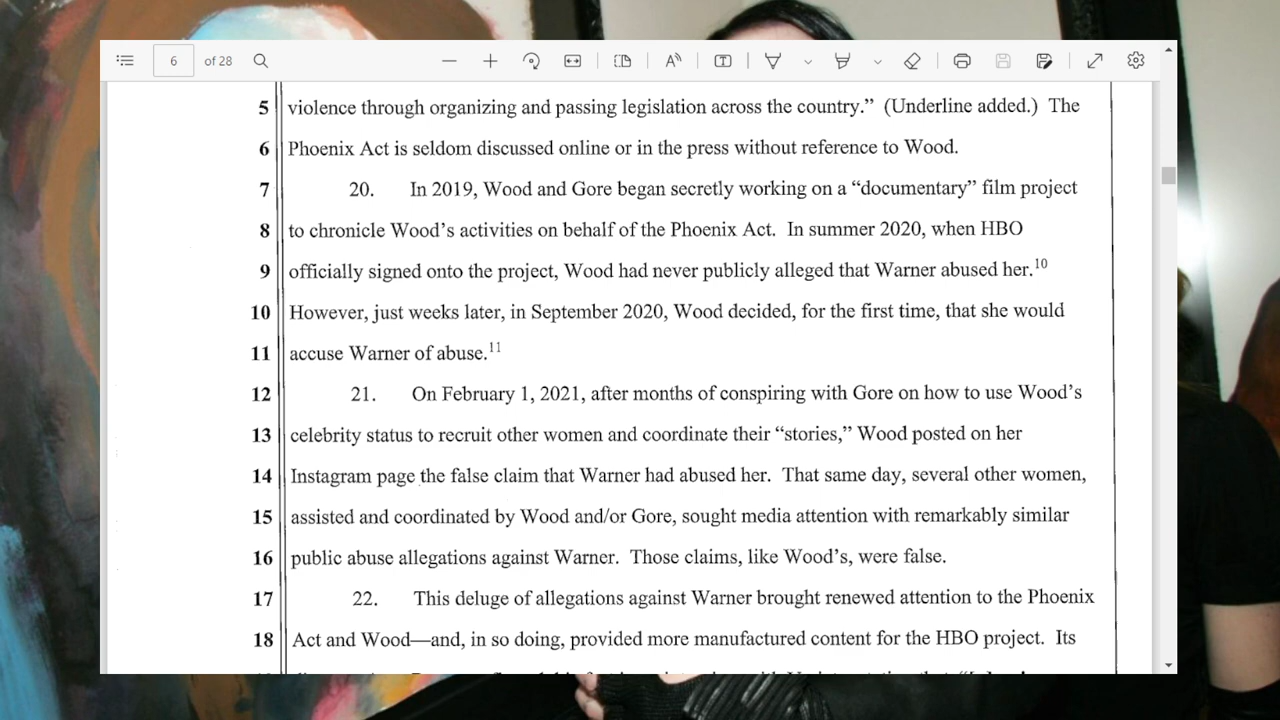 6 of 28
5 violence through organizing and passing legislation across the country.” (Underline added.) The
6 Phoenix Act is seldom discussed online or in the press without reference to Wood.
7 20. In 2019, Wood and Gore began secretly working on a “documentary” film project
8 to chronicle Wood’s activities on behalf of the Phoenix Act. In summer 2020, when HBO
9 officially signed onto the project, Wood had never publicly alleged that Warner abused her.10
10 However, just weeks later, in September 2020, Wood decided, for the first time, that she would
11 accuse Warner of abuse.11
12 21. On February 1, 2021, after months of conspiring with Gore on how to use Wood’s
13 celebrity status to recruit other women and coordinate their “stories,” Wood posted on her
14 Instagram page the false claim that Warner had abused her. That same day, several other women,
15 assisted and coordinated by Wood and/or Gore, sought media attention with remarkably similar
16 public abuse allegations against Warner. Those claims, like Wood’s, were false.
17 22. This deluge of allegations against Warner brought renewed attention to the Phoenix
18 Act and Wood—and, in so doing, provided more manufactured content for the HBO project. Its